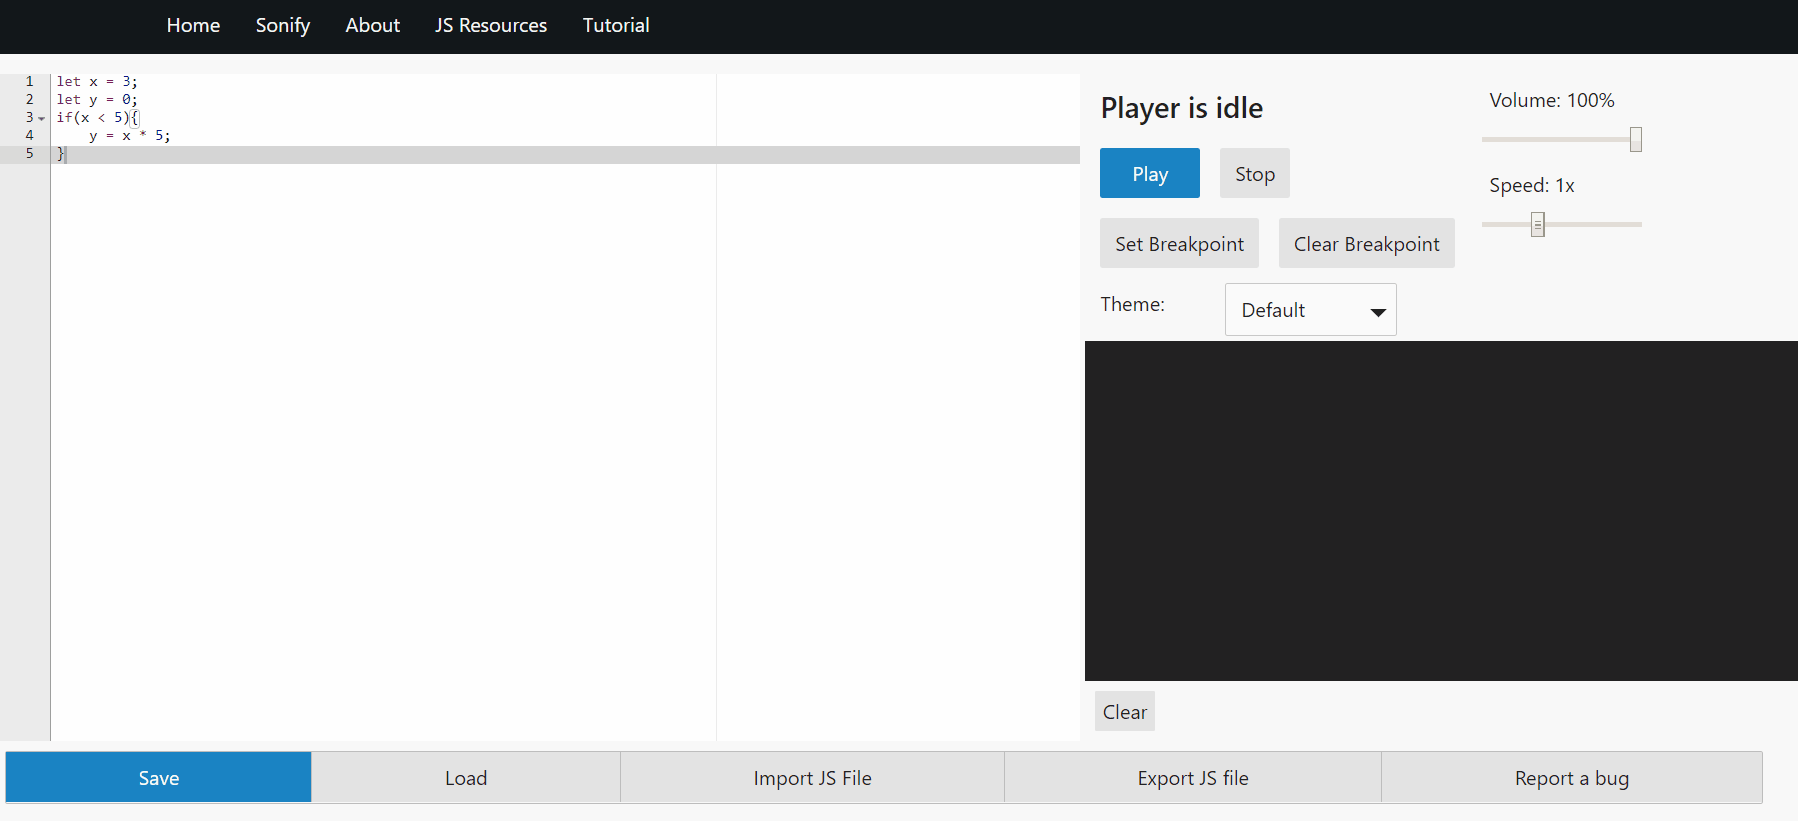 Home Sonify About JS Resources Tutorial
1 let x = 3;
2 let y = 0;
3 if(x < 5){
4     y = x * 5;
5 }
Player is idle
Play Stop
Set Breakpoint Clear Breakpoint
Theme: Default
Volume: 100%
Speed: 1x
Clear
Save Load Import JS File Export JS file Report a bug